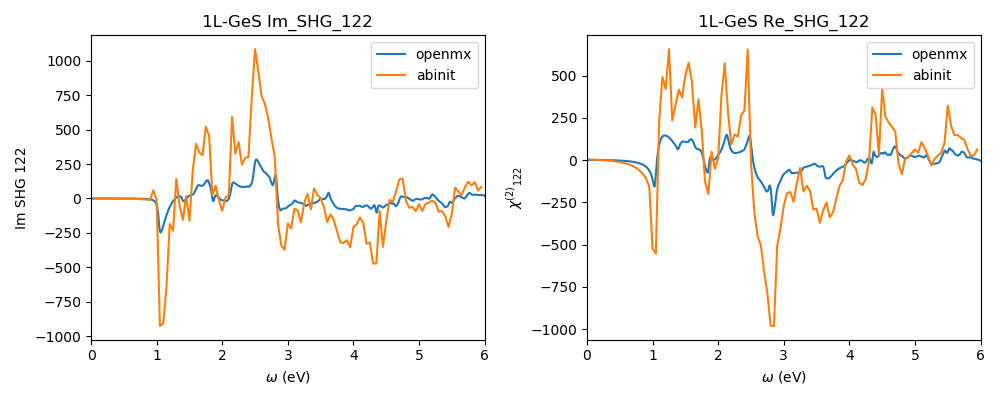 1L-GeS Im_SHG_122
Im SHG 122
1000
750
500
250
0
−250
−500
−750
−1000
0 1 2 3 4 5 6
ω (eV)
openmx
abinit
1L-GeS Re_SHG_122
χ⁽²⁾₁₂₂
500
250
0
−250
−500
−750
−1000
0 1 2 3 4 5 6
ω (eV)
openmx
abinit